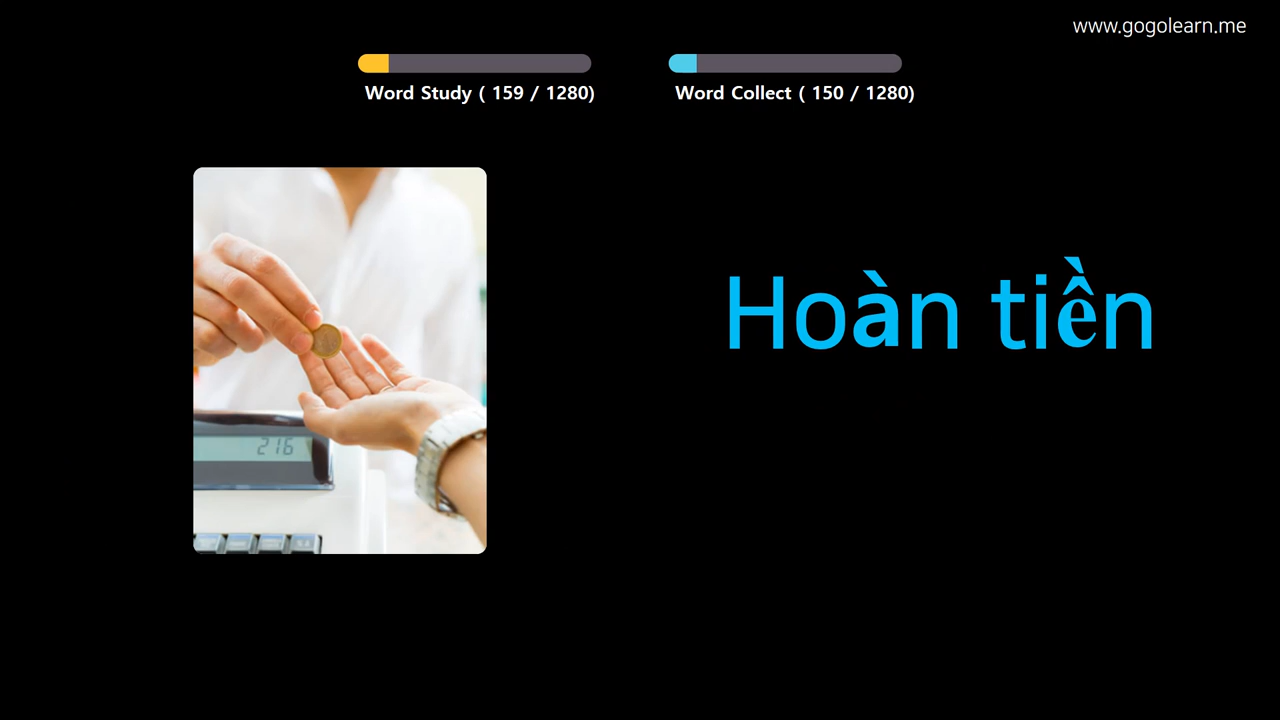 www.gogolearn.me
Word Study ( 159 / 1280)
Word Collect ( 150 / 1280)
216
Hoàn tiền